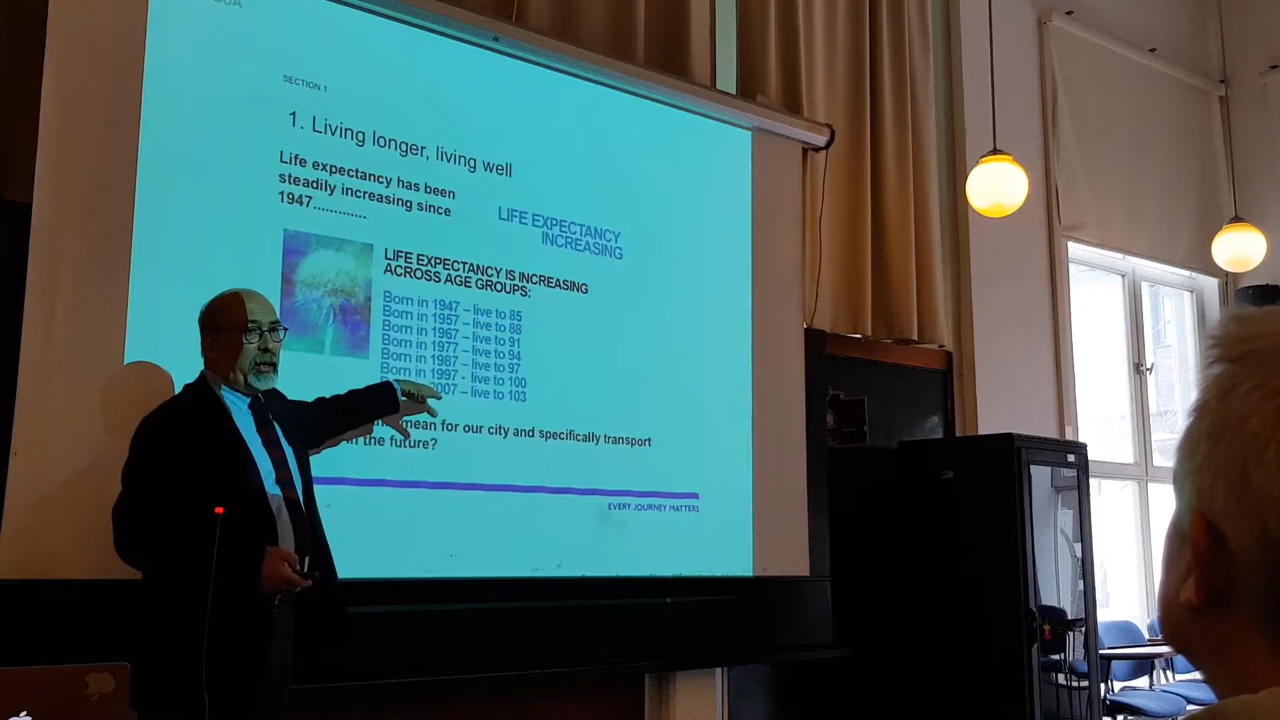 SECTION 1
1. Living longer, living well
Life expectancy has been
steadily increasing since
1947.............
LIFE EXPECTANCY
INCREASING
LIFE EXPECTANCY IS INCREASING
ACROSS AGE GROUPS:
Born in 1947 – live to 85
Born in 1957 – live to 88
Born in 1967 – live to 91
Born in 1977 – live to 94
Born in 1987 – live to 97
Born in 1997 - live to 100
2007 – live to 103
mean for our city and specifically transport
the future?
EVERY JOURNEY MATTERS